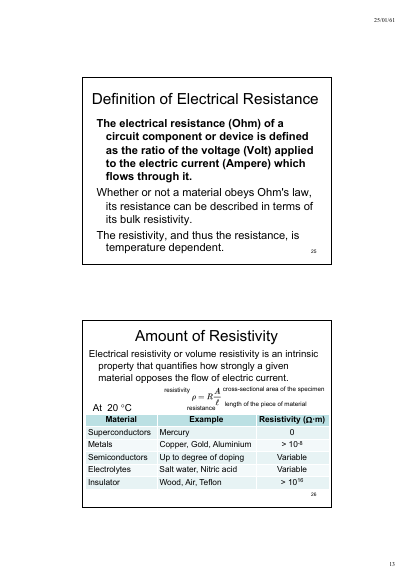 25/01/61
Definition of Electrical Resistance
The electrical resistance (Ohm) of a
circuit component or device is defined
as the ratio of the voltage (Volt) applied
to the electric current (Ampere) which
flows through it.
Whether or not a material obeys Ohm's law,
its resistance can be described in terms of
its bulk resistivity.
The resistivity, and thus the resistance, is
temperature dependent.
25
Amount of Resistivity
Electrical resistivity or volume resistivity is an intrinsic
property that quantifies how strongly a given
material opposes the flow of electric current.
resistivity
cross-sectional area of the specimen
ρ = R A/ℓ
length of the piece of material
resistance
At 20 °C
Material Example Resistivity (Ω·m)
Superconductors Mercury 0
Metals Copper, Gold, Aluminium > 10⁻⁸
Semiconductors Up to degree of doping Variable
Electrolytes Salt water, Nitric acid Variable
Insulator Wood, Air, Teflon > 10¹⁶
26
13